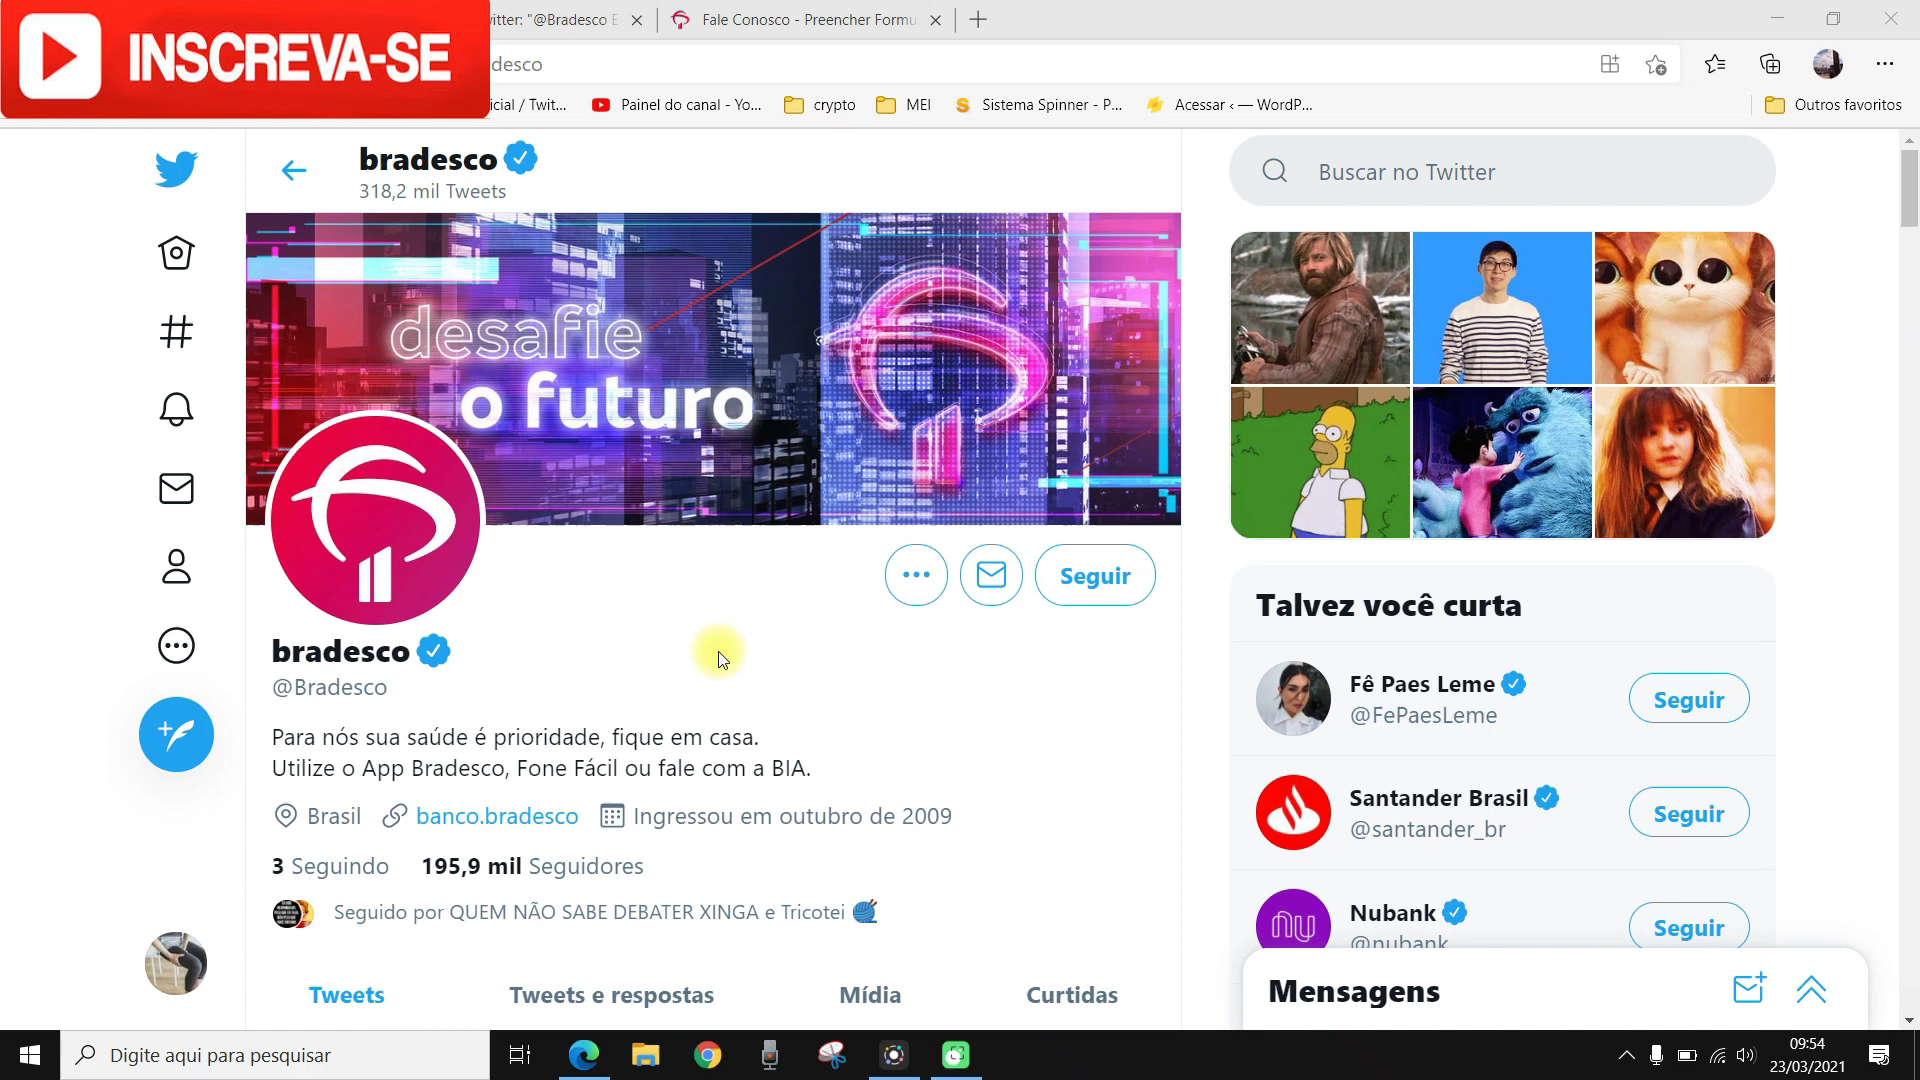 INSCREVA-SE
witter: "@Bradesco E
Fale Conosco - Preencher Formu
desco
icial / Twit...
Painel do canal - Yo...
crypto
MEI
Sistema Spinner - P...
Acessar ‹ — WordP...
Outros favoritos
bradesco
318,2 mil Tweets
Buscar no Twitter
desafie
o futuro
Seguir
bradesco
@Bradesco
Para nós sua saúde é prioridade, fique em casa.
Utilize o App Bradesco, Fone Fácil ou fale com a BIA.
Brasil
banco.bradesco
Ingressou em outubro de 2009
3 Seguindo
195,9 mil Seguidores
Seguido por QUEM NÃO SABE DEBATER XINGA e Tricotei
Tweets
Tweets e respostas
Mídia
Curtidas
Talvez você curta
Fê Paes Leme
@FePaesLeme
Seguir
Santander Brasil
@santander_br
Seguir
nu
Nubank
@nubank
Seguir
Mensagens
Digite aqui para pesquisar
09:54
23/03/2021